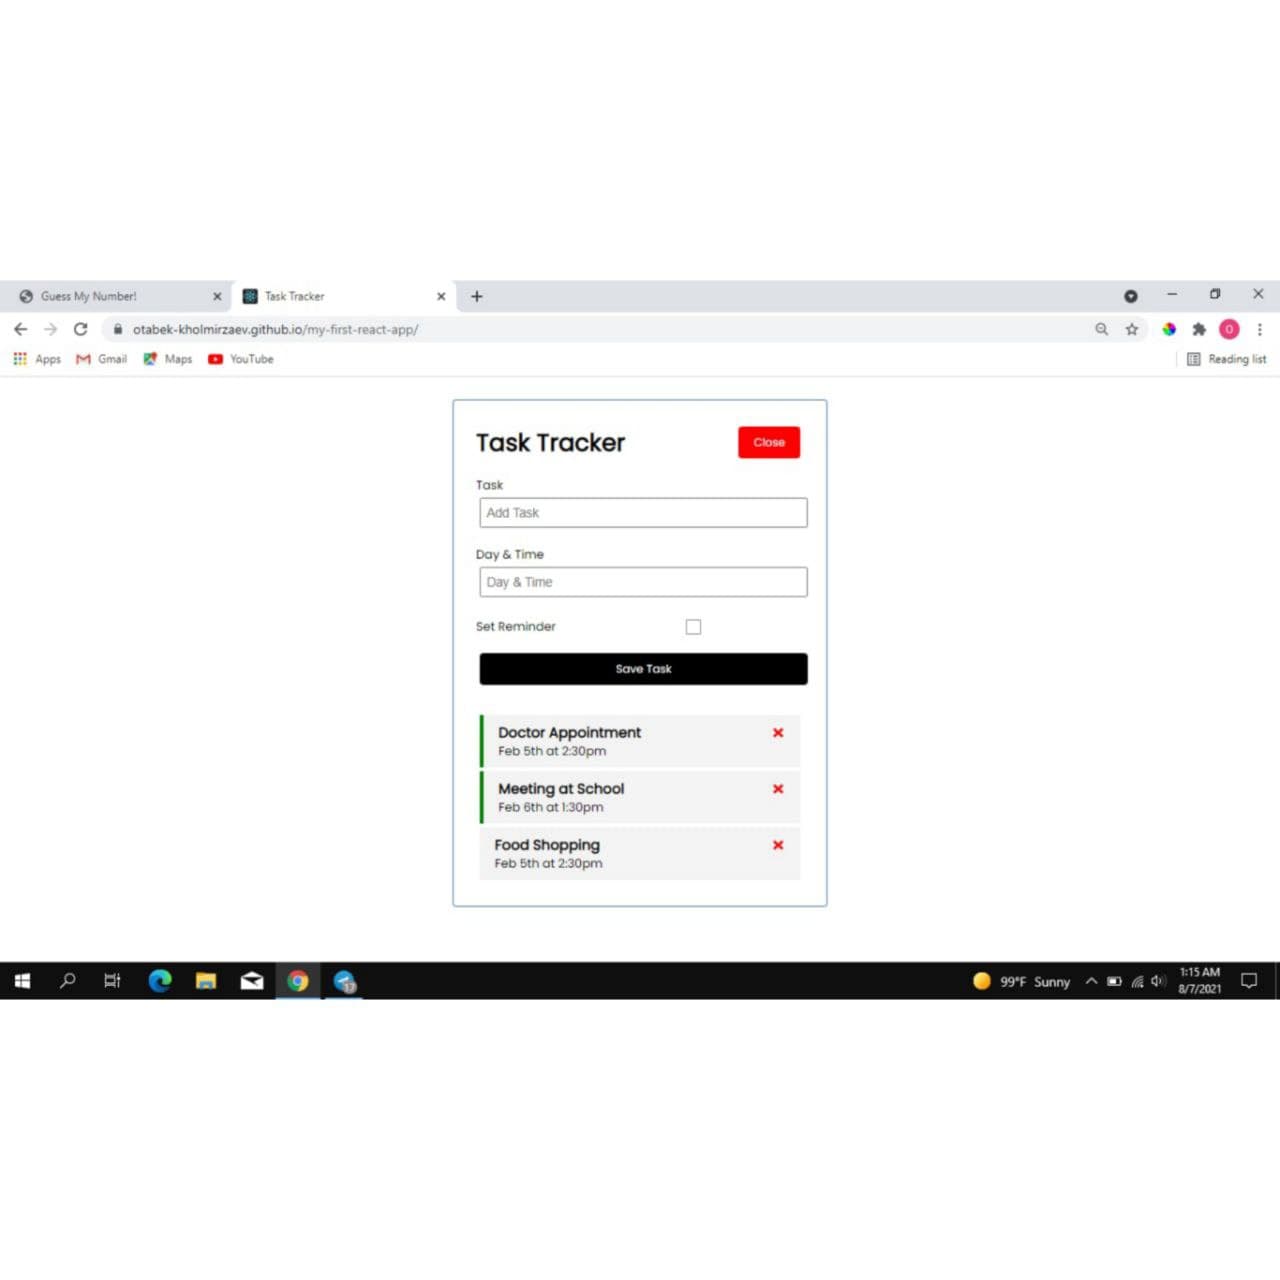 Guess My Number!
Task Tracker
otabek-kholmirzaev.github.io/my-first-react-app/
O
Apps Gmail Maps YouTube
Reading list
Task Tracker
Close
Task
Add Task
Day & Time
Day & Time
Set Reminder
Save Task
Doctor Appointment
Feb 5th at 2:30pm
Meeting at School
Feb 6th at 1:30pm
Food Shopping
Feb 5th at 2:30pm
17
99°F Sunny
1:15 AM
8/7/2021